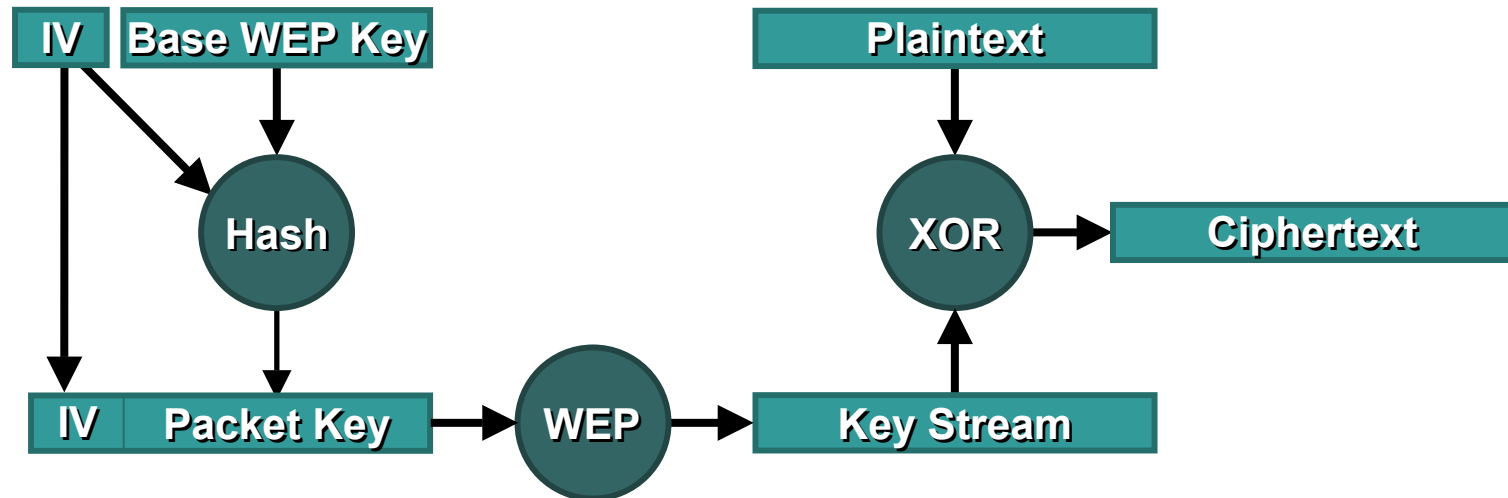 IV Base WEP Key Plaintext
Hash XOR Ciphertext
IV Packet Key WEP Key Stream